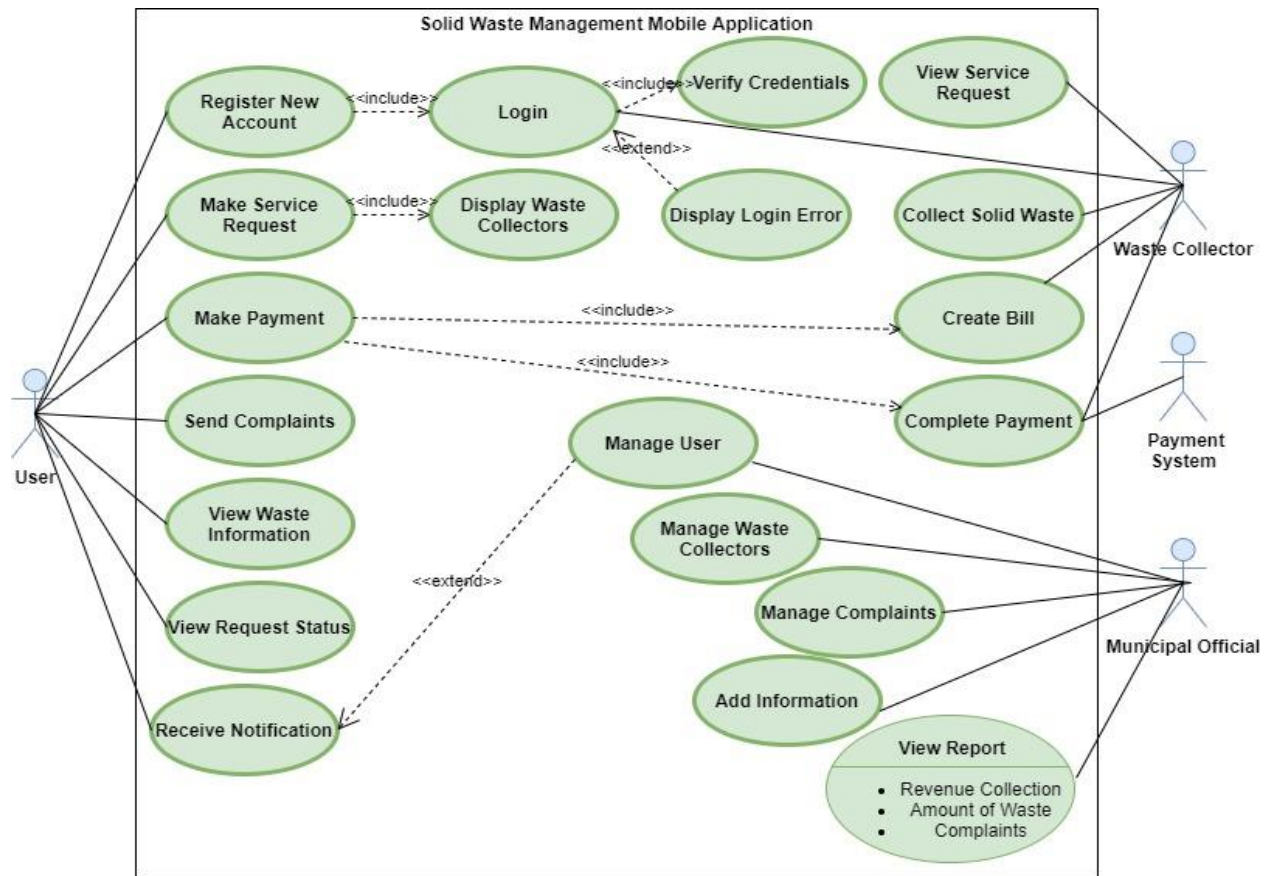 Solid Waste Management Mobile Application
Register New
Account
<<include>>
Login
<<include>>
Verify Credentials
View Service
Request
<<extend>>
Make Service
Request
<<include>>
Display Waste
Collectors
Display Login Error
Collect Solid Waste
Waste Collector
Make Payment
<<include>>
Create Bill
<<include>>
Send Complaints
Manage User
Complete Payment
Payment
System
User
View Waste
Information
Manage Waste
Collectors
<<extend>>
View Request Status
Manage Complaints
Municipal Official
Receive Notification
Add Information
View Report
• Revenue Collection
• Amount of Waste
• Complaints